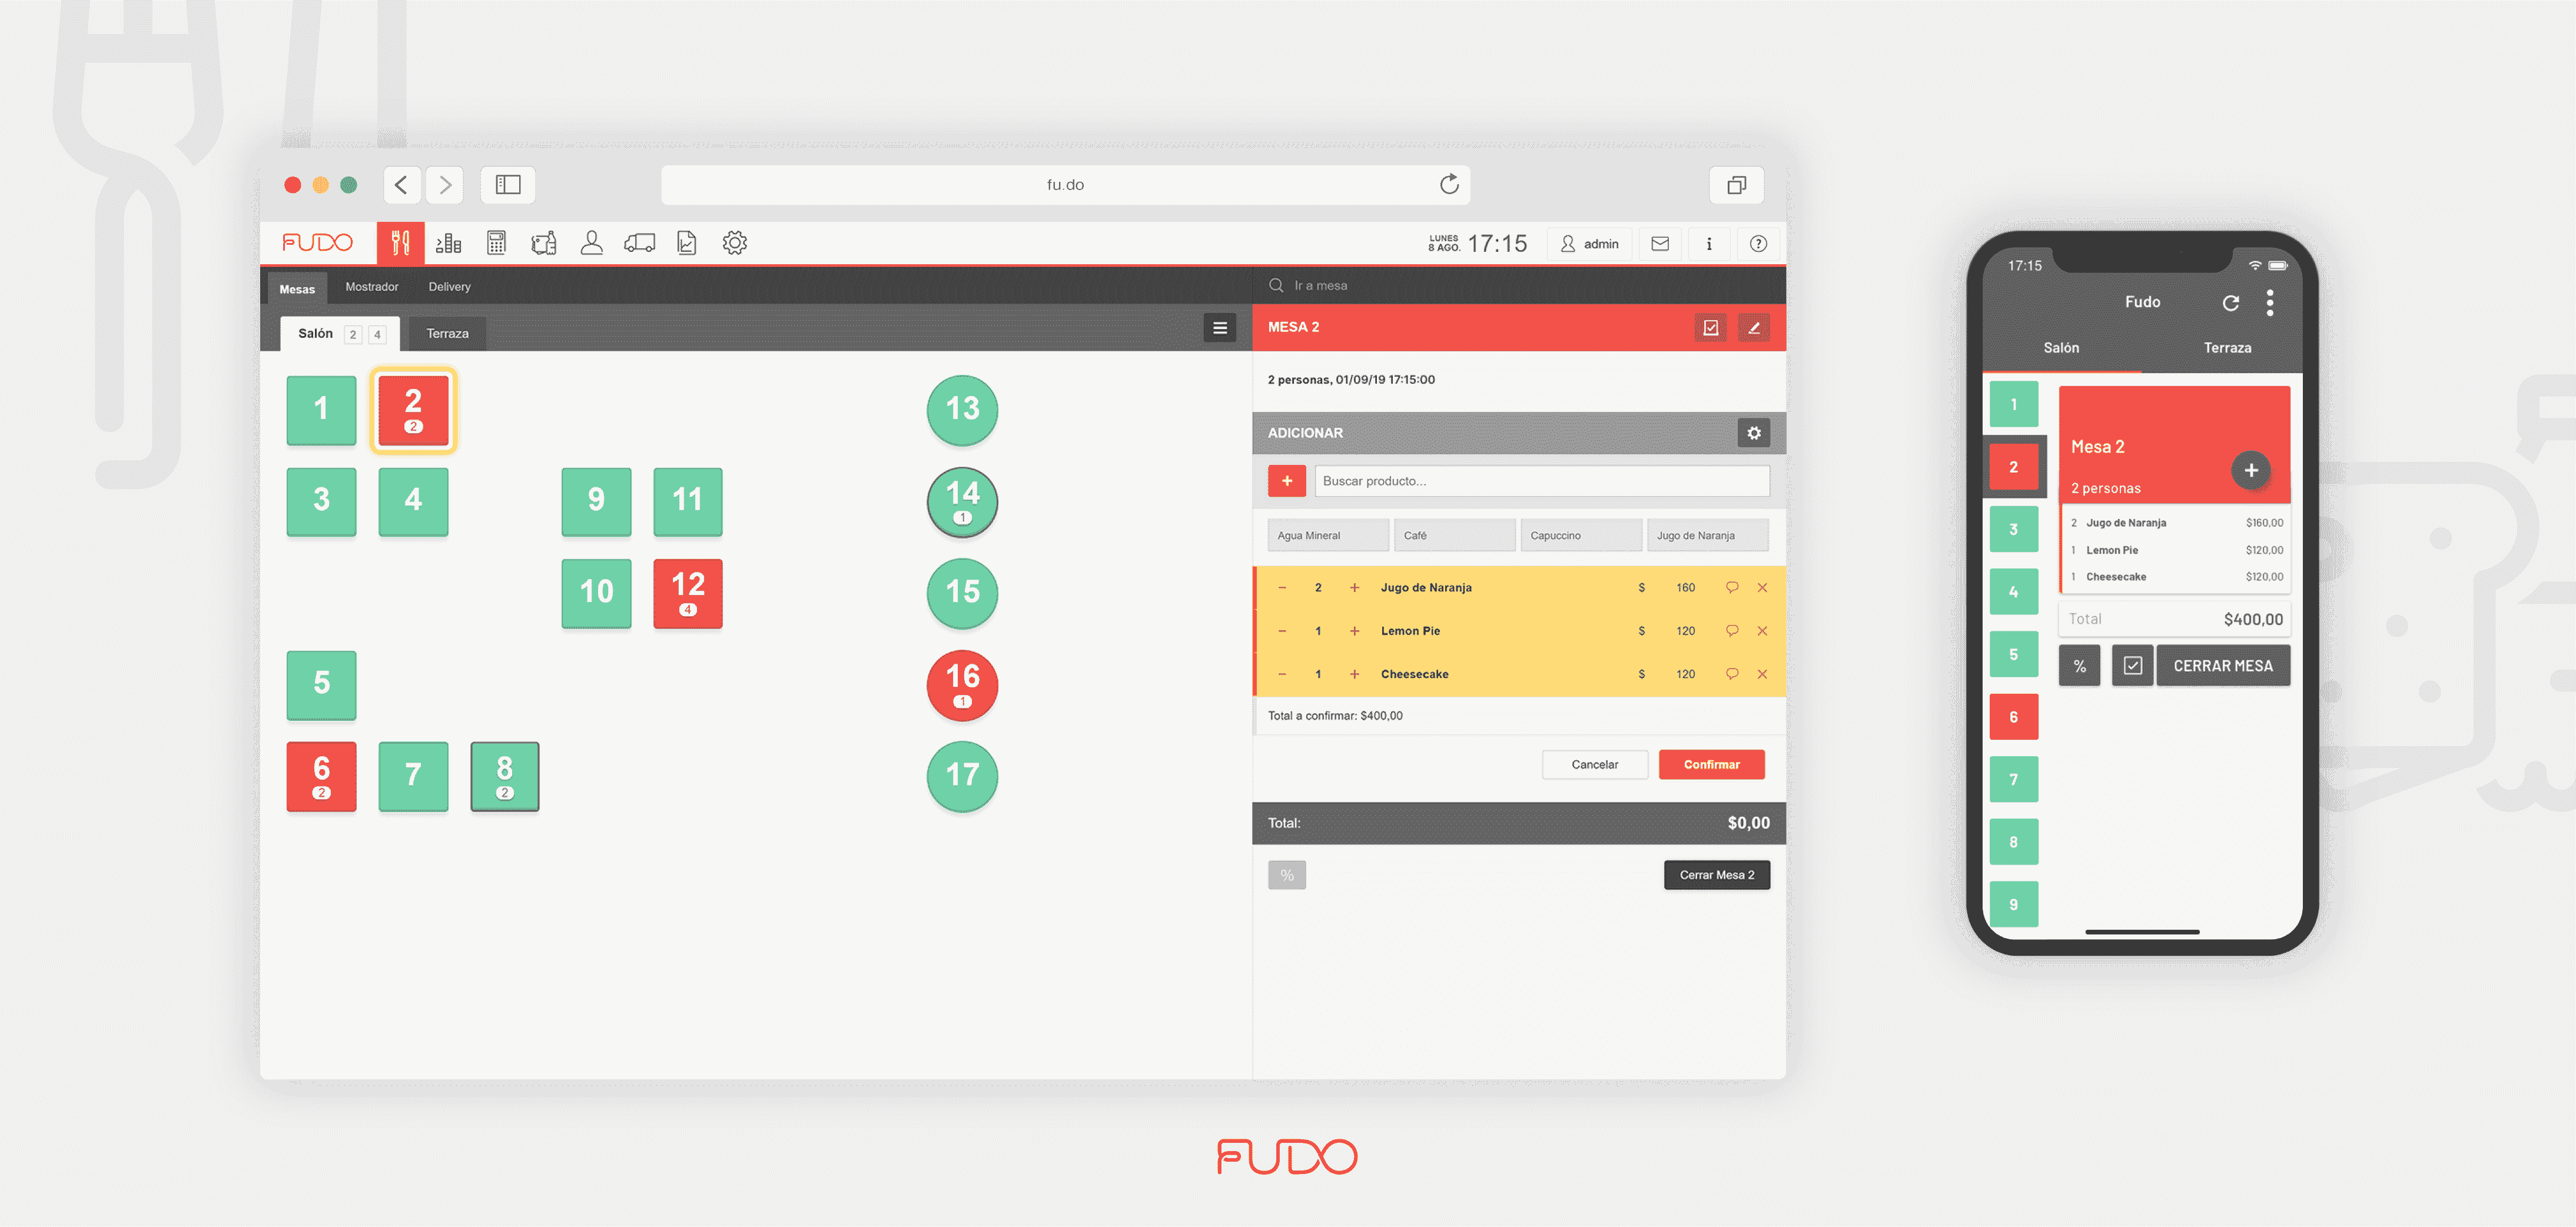 fu.do
FUDO
LUNES
8 AGO.
17:15
admin
i
?
Mesas Mostrador Delivery
Ir a mesa
Salón 2 4 Terraza
MESA 2
1
2
2
13
3
4
9
11
14
1
10
12
4
15
5
16
1
6
2
7
8
2
17
2 personas, 01/09/19 17:15:00
ADICIONAR
+ Buscar producto...
Agua Mineral Café Capuccino Jugo de Naranja
− 2 + Jugo de Naranja $ 160
− 1 + Lemon Pie $ 120
− 1 + Cheesecake $ 120
Total a confirmar: $400,00
Cancelar Confirmar
Total: $0,00
% Cerrar Mesa 2
17:15
Fudo
Salón Terraza
1
2
3
4
5
6
7
8
9
Mesa 2
+
2 personas
2 Jugo de Naranja $160,00
1 Lemon Pie $120,00
1 Cheesecake $120,00
Total $400,00
% CERRAR MESA
FUDO